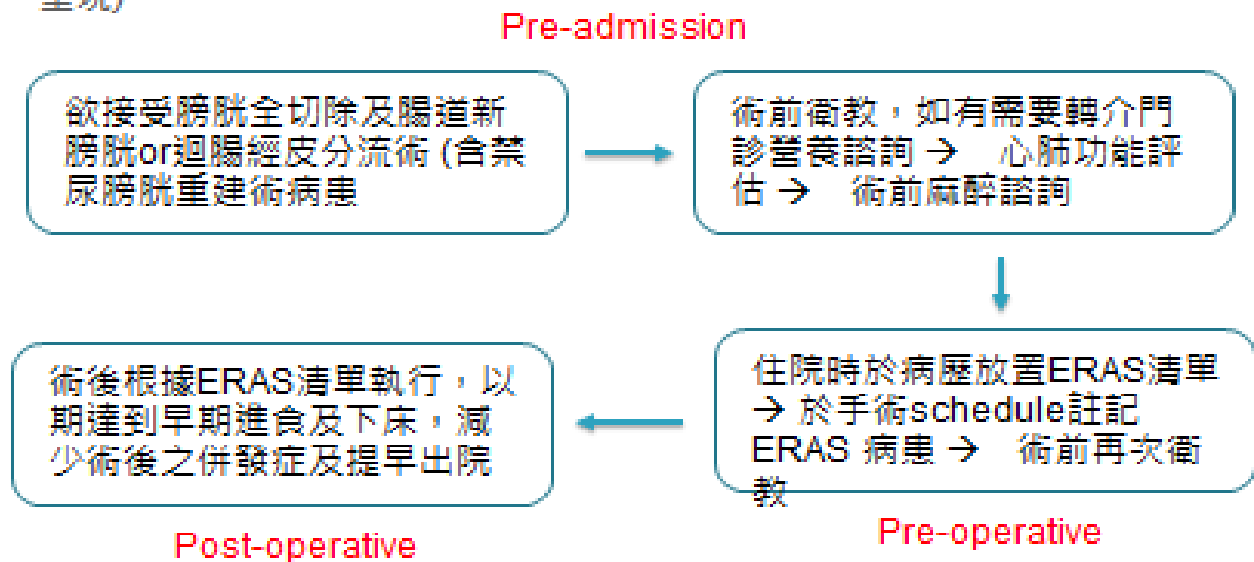 Pre-admission
欲接受膀胱全切除及腸道新
膀胱or迴腸經皮分流術 (含禁
尿膀胱重建術病患
術前衛教，如有需要轉介門
診營養諮詢 → 心肺功能評
估 → 術前麻醉諮詢
住院時於病歷放置ERAS清單
→ 於手術schedule註記
ERAS 病患 → 術前再次衛
教
Pre-operative
術後根據ERAS清單執行，以
期達到早期進食及下床，減
少術後之併發症及提早出院
Post-operative